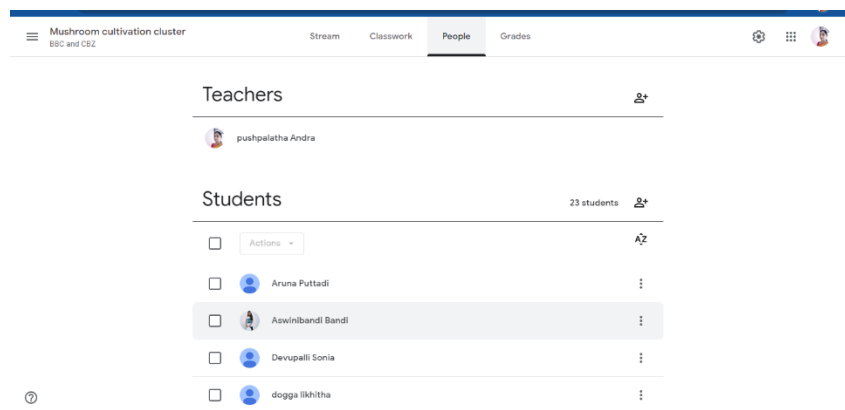 Mushroom cultivation cluster
BBC and CBZ
Stream Classwork People Grades
Teachers
pushpalatha Andra
Students 23 students
Actions
AZ
Aruna Puttadi
Aswinibandi Bandi
Devupalli Sonia
dogga likhitha